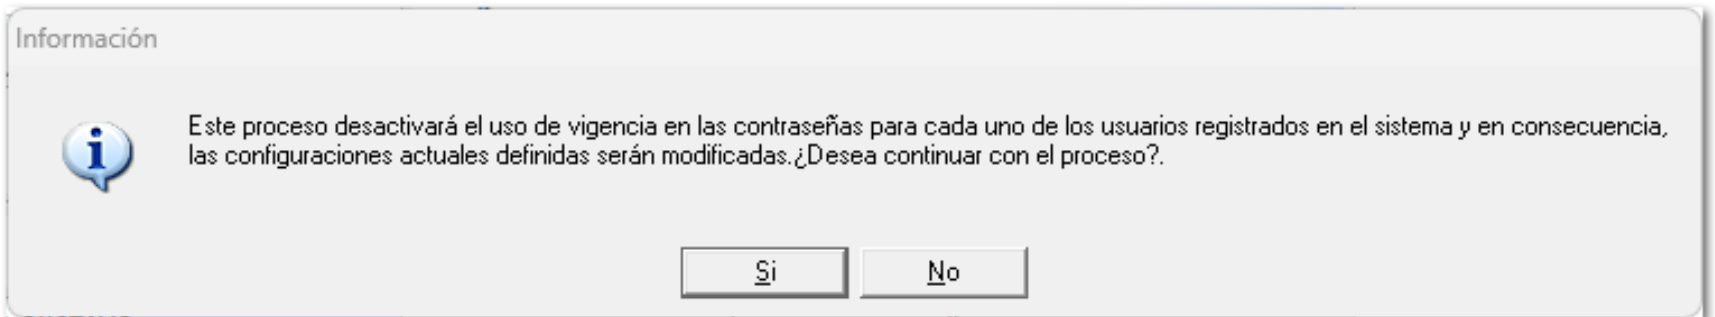 Información
Este proceso desactivará el uso de vigencia en las contraseñas para cada uno de los usuarios registrados en el sistema y en consecuencia,
las configuraciones actuales definidas serán modificadas.¿Desea continuar con el proceso?.
Si
No